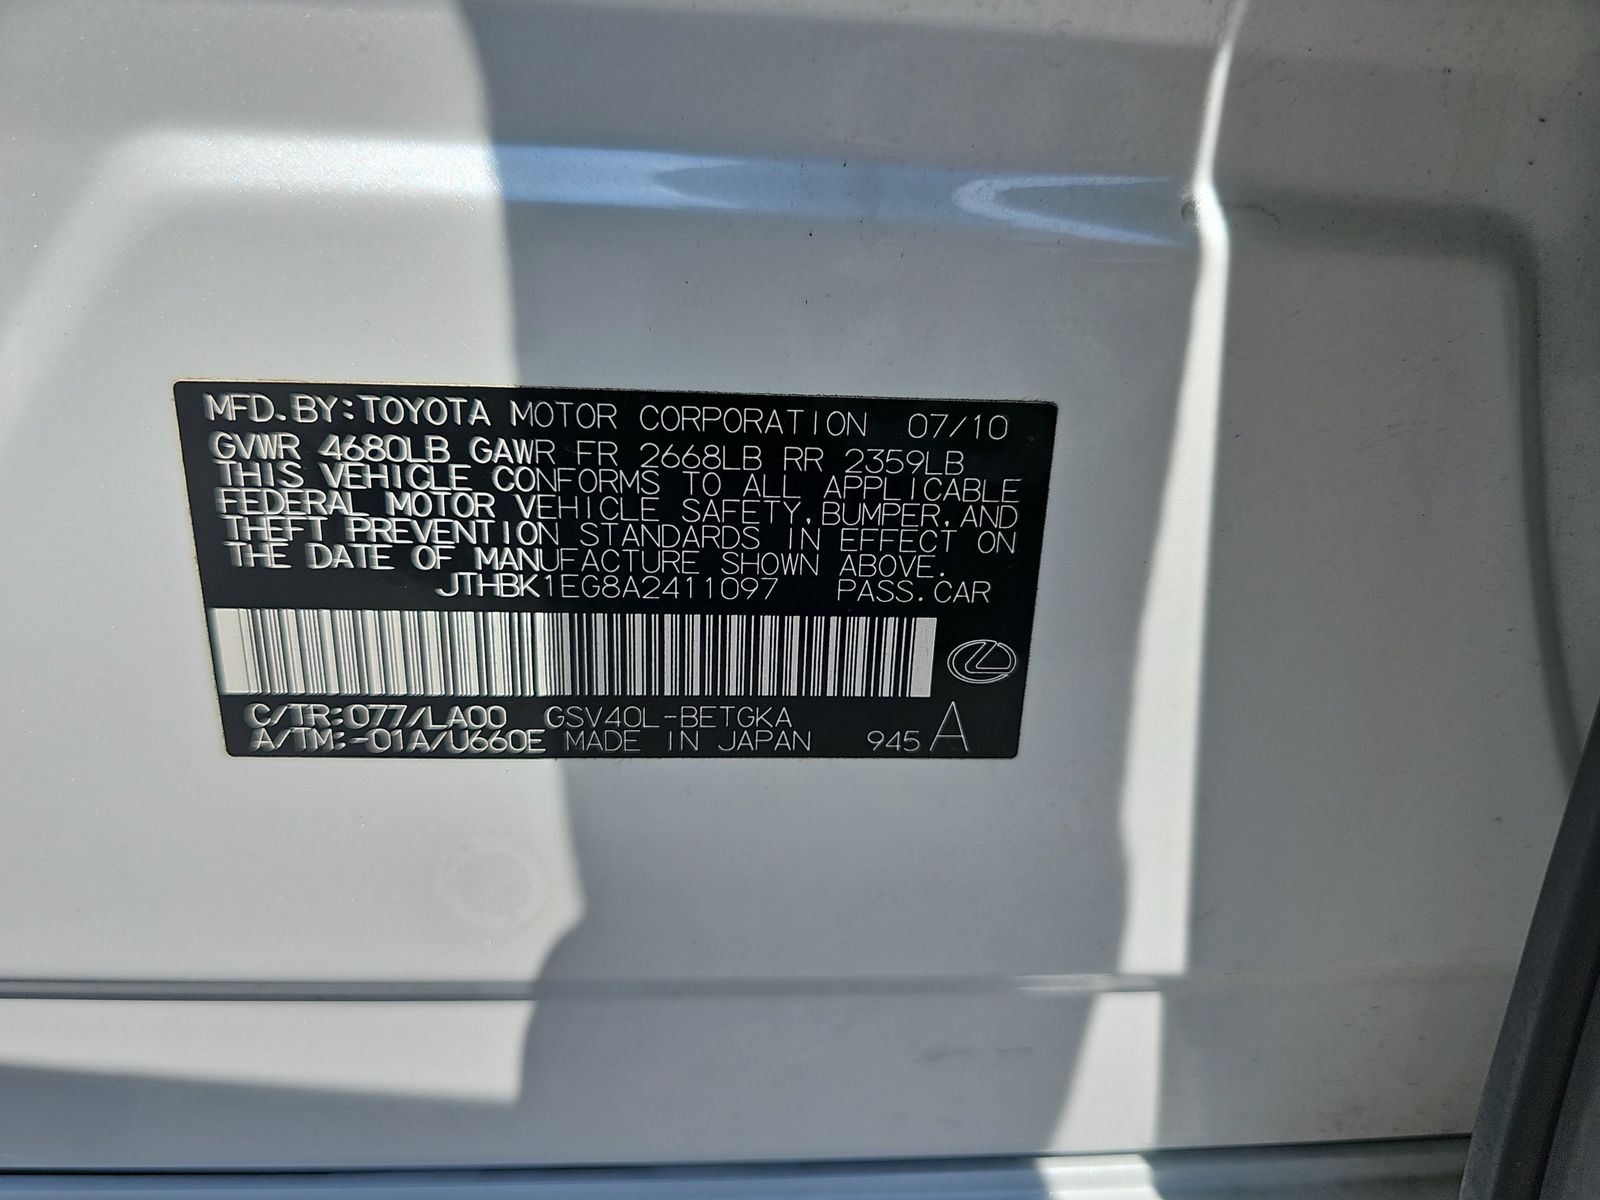 MFD. BY: TOYOTA MOTOR CORPORATION 07/10
GVWR 4680LB GAWR FR 2668LB RR 2359LB
THIS VEHICLE CONFORMS TO ALL APPLICABLE
FEDERAL MOTOR VEHICLE SAFETY, BUMPER, AND
THEFT PREVENTION STANDARDS IN EFFECT ON
THE DATE OF MANUFACTURE SHOWN ABOVE.
JTHBK1EG8A2411097 PASS. CAR
C/TR: 077/LA00 GSV40L-BETGKA
A/TM: -01A/U660E MADE IN JAPAN 945 A